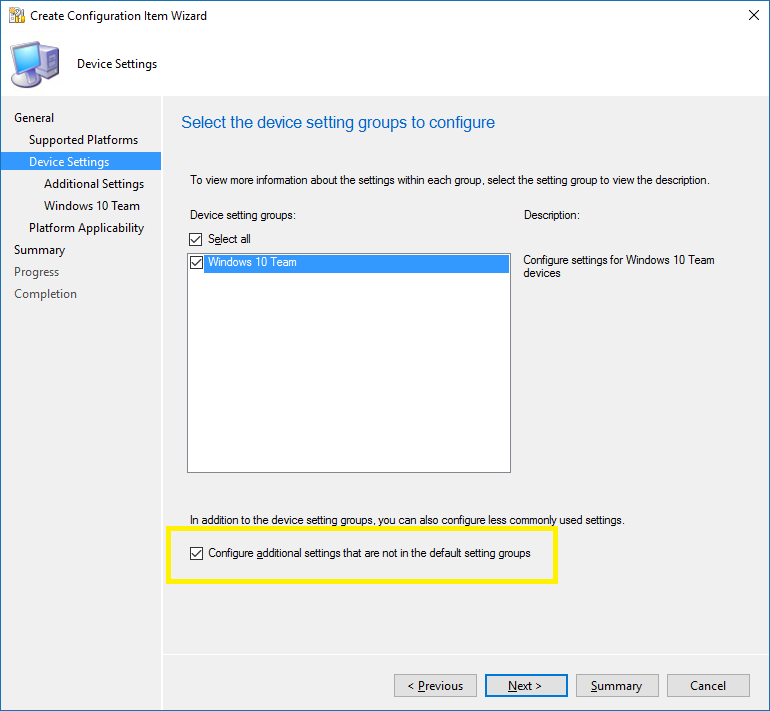 Create Configuration Item Wizard
Device Settings
General
Supported Platforms
Device Settings
Additional Settings
Windows 10 Team
Platform Applicability
Summary
Progress
Completion
Select the device setting groups to configure
To view more information about the settings within each group, select the setting group to view the description.
Device setting groups:
Select all
Windows 10 Team
Description:
Configure settings for Windows 10 Team
devices
In addition to the device setting groups, you can also configure less commonly used settings.
Configure additional settings that are not in the default setting groups
< Previous
Next >
Summary
Cancel